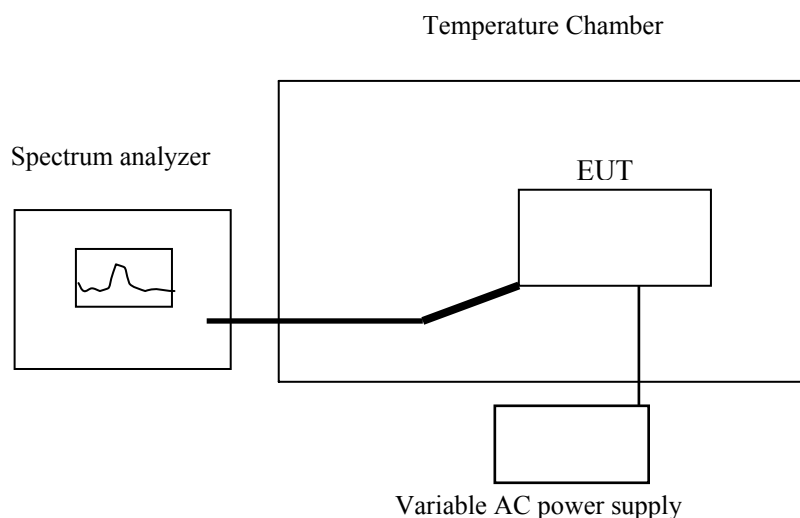 Temperature Chamber
Spectrum analyzer
EUT
Variable AC power supply